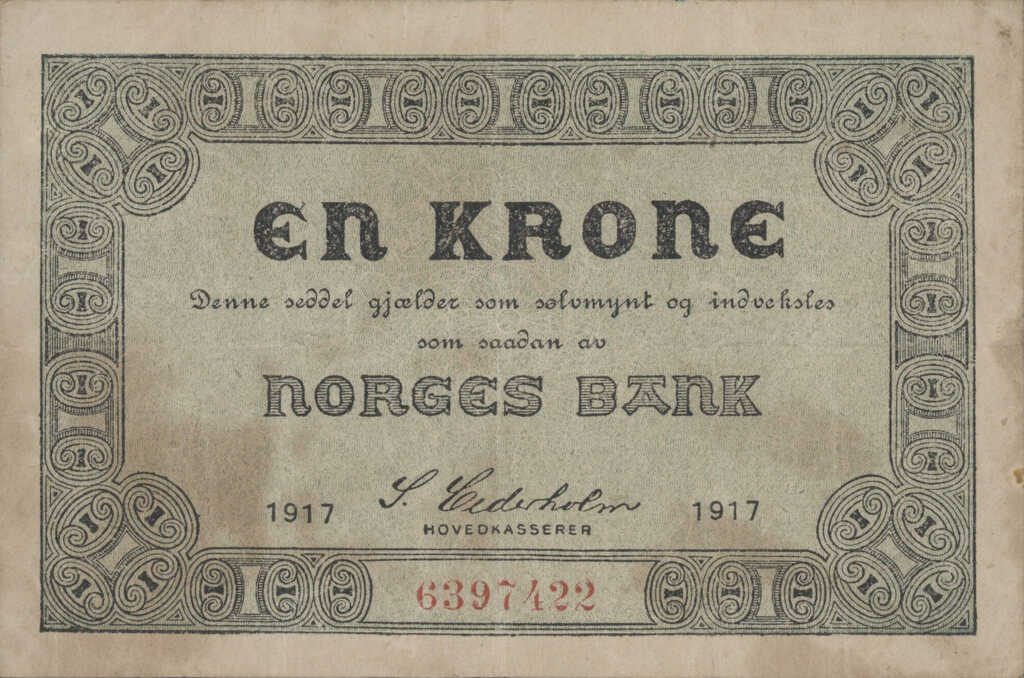 EN KRONE
Denne seddel gjælder som sølvmynt og indveksles
som saadan av
NORGES BANK
1917 S. Cederholm 1917
HOVEDKASSERER
6397422